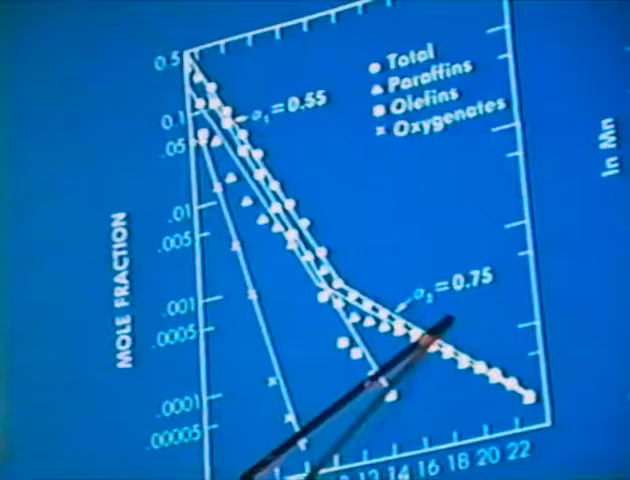 Total
Paraffins
Olefins
Oxygenates
α₁ = 0.55
α₂ = 0.75
MOLE FRACTION
0.5
0.1
.05
.01
.005
.001
.0005
.0001
.00005
12 14 16 18 20 22
ln Mn